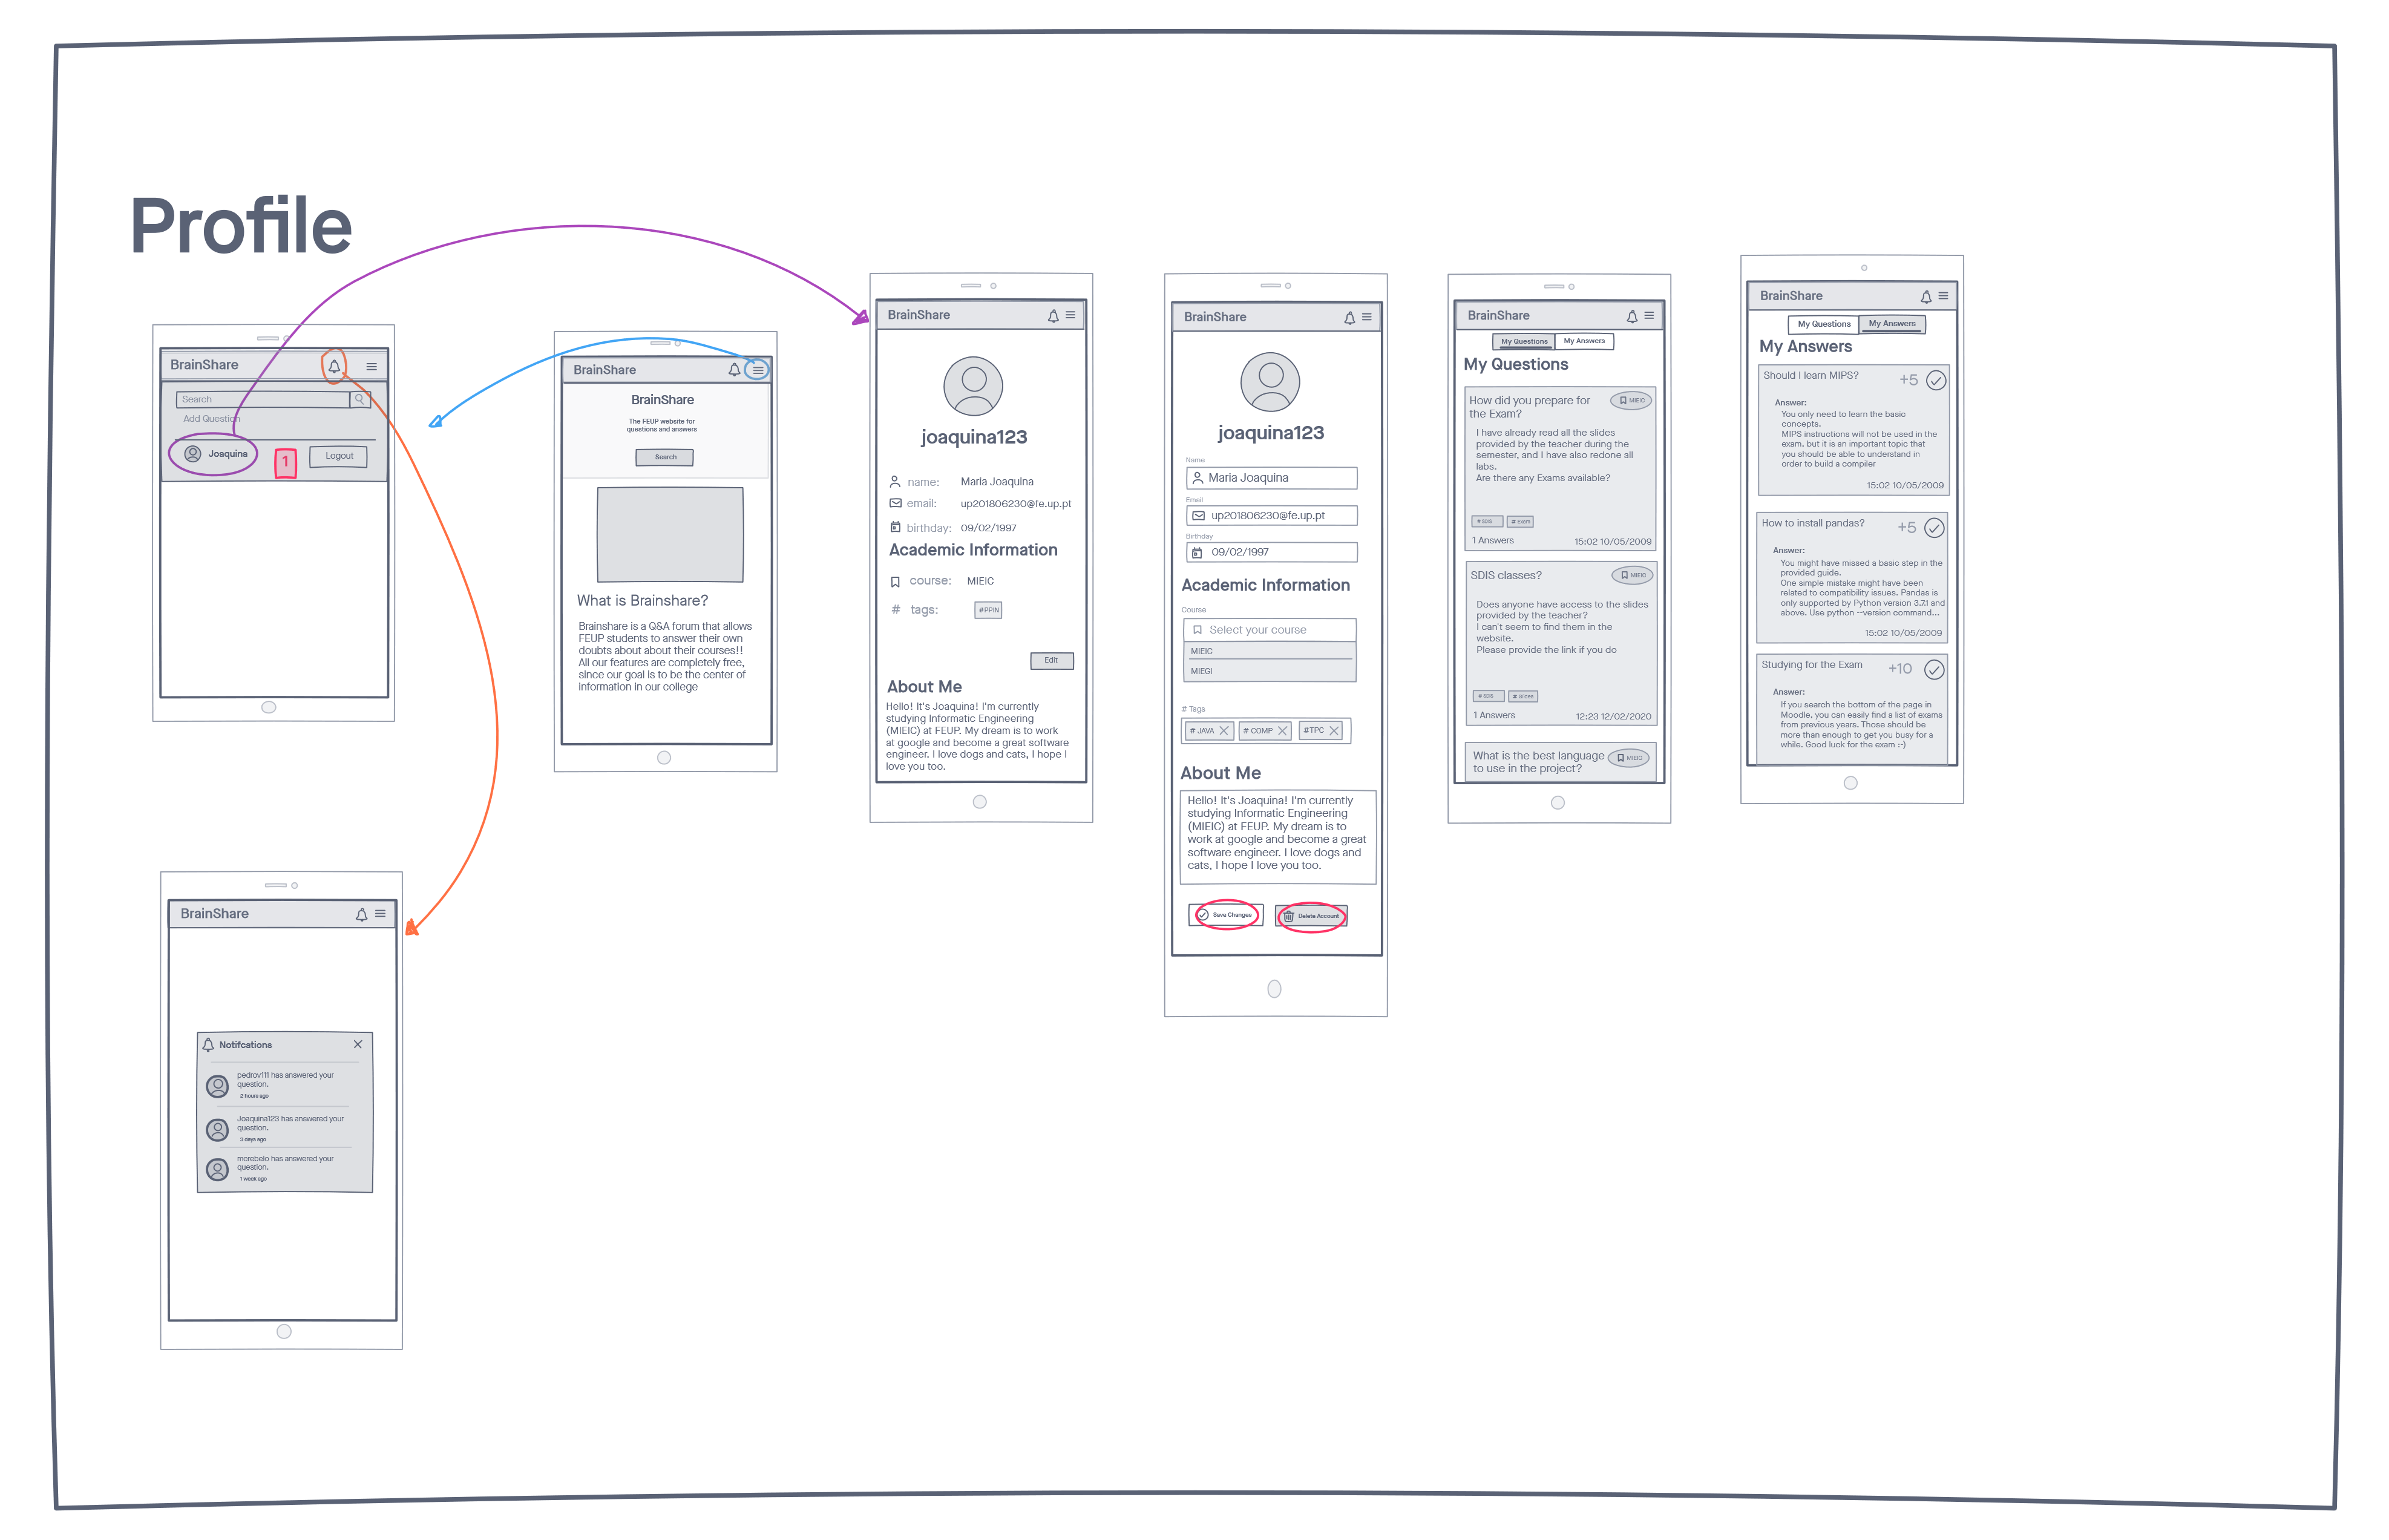 Profile
BrainShare
Search
Add Question
Joaquina
1
Logout
BrainShare
BrainShare
The FEUP website for
questions and answers
Search
What is Brainshare?
Brainshare is a Q&A forum that allows
FEUP students to answer their own
doubts about about their courses!!
All our features are completely free,
since our goal is to be the center of
information in our college
BrainShare
joaquina123
name: Maria Joaquina
email: up201806230@fe.up.pt
birthday: 09/02/1997
Academic Information
course: MIEIC
# tags: #PPIN
Edit
About Me
Hello! It's Joaquina! I'm currently
studying Informatic Engineering
(MIEIC) at FEUP. My dream is to work
at google and become a great software
engineer. I love dogs and cats, I hope I
love you too.
BrainShare
joaquina123
Name
Maria Joaquina
Email
up201806230@fe.up.pt
Birthday
09/02/1997
Academic Information
Course
Select your course
MIEIC
MIEGI
# Tags
# JAVA # COMP #TPC
About Me
Hello! It's Joaquina! I'm currently
studying Informatic Engineering
(MIEIC) at FEUP. My dream is to
work at google and become a great
software engineer. I love dogs and
cats, I hope I love you too.
Save Changes Delete Account
BrainShare
My Questions My Answers
My Questions
How did you prepare for
the Exam?
MIEIC
I have already read all the slides
provided by the teacher during the
semester, and I have also redone all
labs.
Are there any Exams available?
# SDIS # Exam
1 Answers 15:02 10/05/2009
SDIS classes? MIEIC
Does anyone have access to the slides
provided by the teacher?
I can't seem to find them in the
website.
Please provide the link if you do
# SDIS # Slides
1 Answers 12:23 12/02/2020
What is the best language
to use in the project?
MIEIC
BrainShare
My Questions My Answers
My Answers
Should I learn MIPS? +5
Answer:
You only need to learn the basic
concepts.
MIPS instructions will not be used in the
exam, but it is an important topic that
you should be able to understand in
order to build a compiler
15:02 10/05/2009
How to install pandas? +5
Answer:
You might have missed a basic step in the
provided guide.
One simple mistake might have been
related to compatibility issues. Pandas is
only supported by Python version 3.7.1 and
above. Use python --version command...
15:02 10/05/2009
Studying for the Exam +10
Answer:
If you search the bottom of the page in
Moodle, you can easily find a list of exams
from previous years. Those should be
more than enough to get you busy for a
while. Good luck for the exam :-)
BrainShare
Notifcations
pedrov111 has answered your
question.
2 hours ago
Joaquina123 has answered your
question.
3 days ago
mcrebelo has answered your
question.
1 week ago